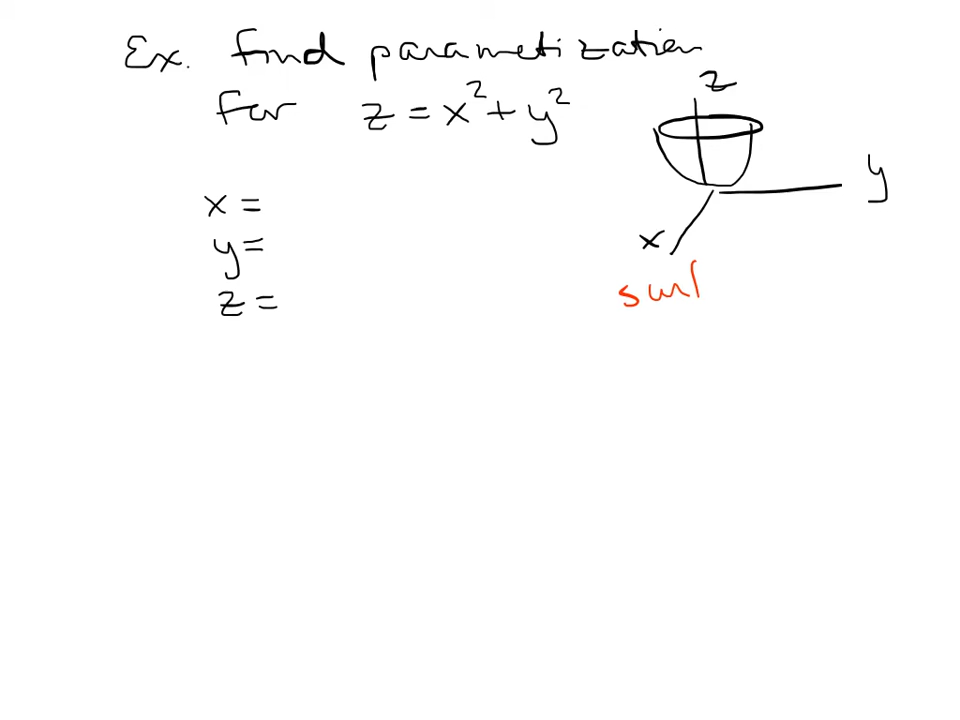 Ex. Find parametization
for z = x² + y²
z
y
x =
y =
x
z =
surf